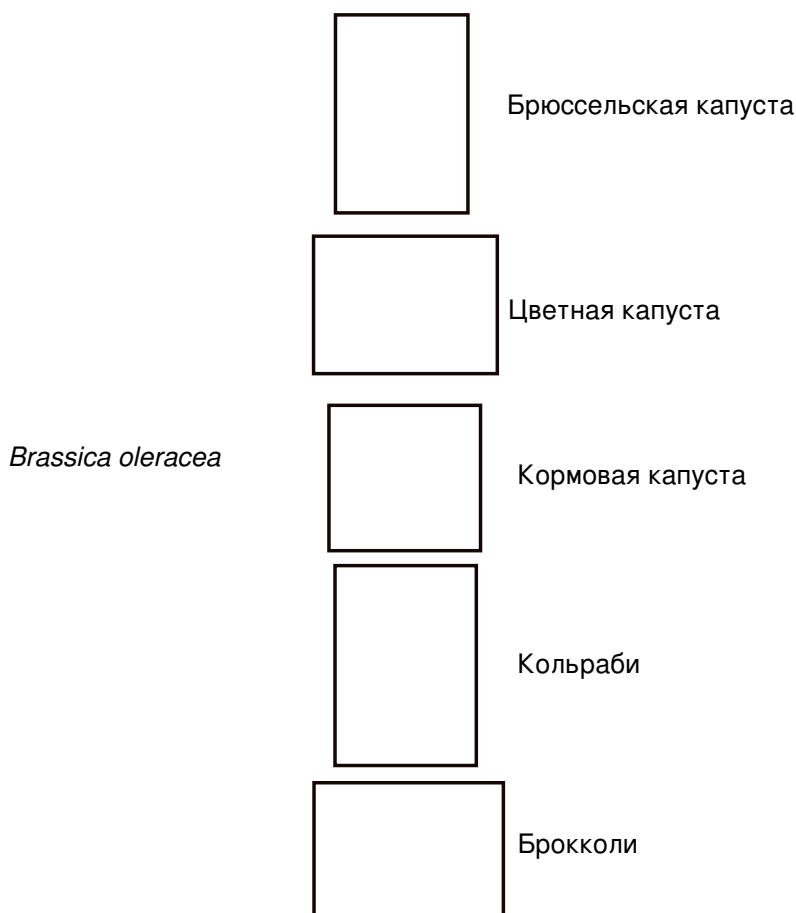 Брюссельская капуста
Цветная капуста
Brassica oleracea
Кормовая капуста
Кольраби
Брокколи